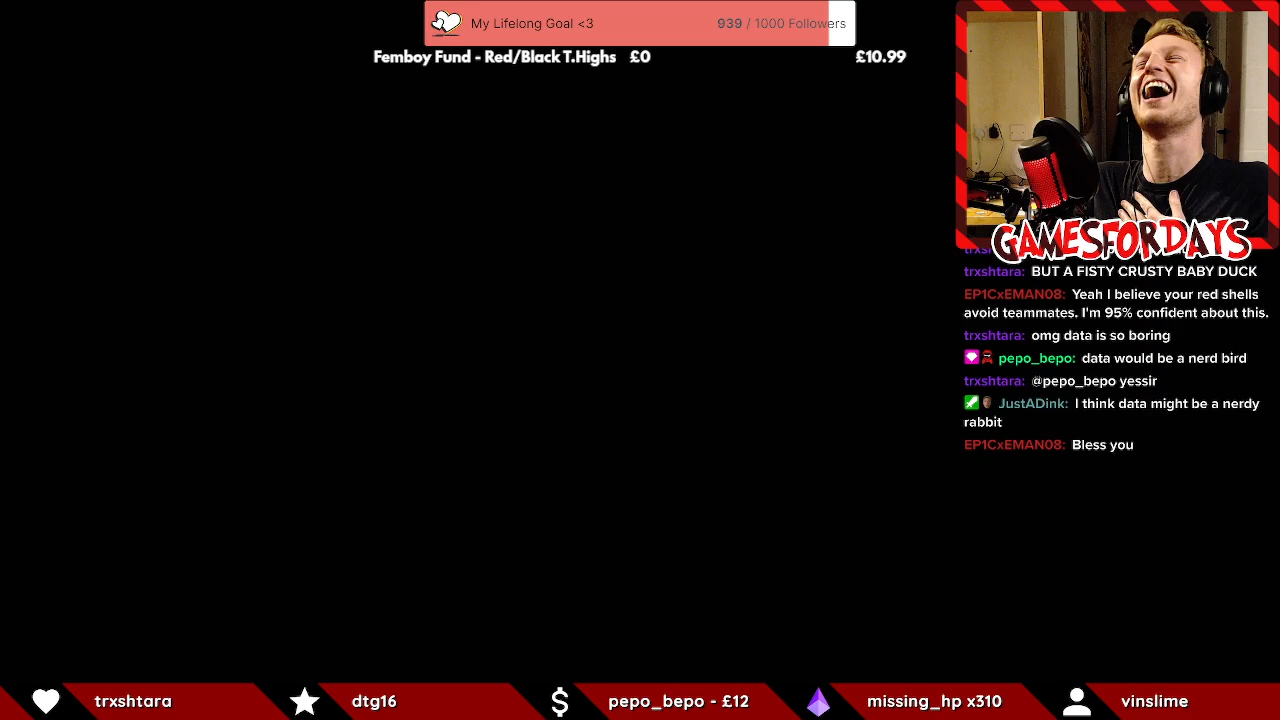 My Lifelong Goal <3 939 / 1000 Followers
Femboy Fund - Red/Black T.Highs £0 £10.99
GAMESFORDAYS
trxshtara: BUT A FISTY CRUSTY BABY DUCK
EP1CxEMAN08: Yeah I believe your red shells
avoid teammates. I'm 95% confident about this.
trxshtara: omg data is so boring
pepo_bepo: data would be a nerd bird
trxshtara: @pepo_bepo yessir
JustADink: I think data might be a nerdy
rabbit
EP1CxEMAN08: Bless you
trxshtara dtg16 $ pepo_bepo - £12 missing_hp x310 vinslime